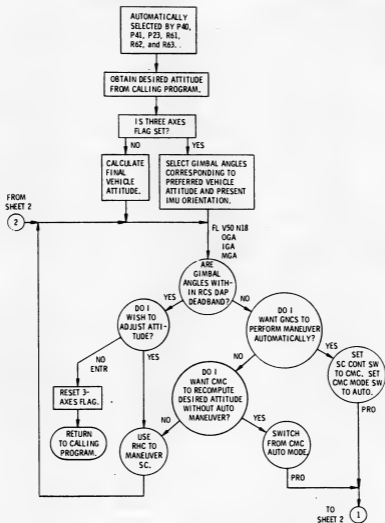 AUTOMATICALLY
SELECTED BY P40,
P41, P23, R61,
R62, and R63..
OBTAIN DESIRED ATTITUDE
FROM CALLING PROGRAM.
IS THREE AXES
FLAG SET?
NO
YES
CALCULATE
FINAL
VEHICLE
ATTITUDE.
SELECT GIMBAL ANGLES
CORRESPONDING TO
PREFERRED VEHICLE
ATTITUDE AND PRESENT
IMU ORIENTATION.
FROM
SHEET 2
2
FL V50 N18
OGA
IGA
MGA
ARE
GIMBAL
ANGLES WITH-
IN RCS DAP
DEADBAND?
YES
NO
DO I
WISH TO
ADJUST ATTI-
TUDE?
DO I
WANT GNCS TO
PERFORM MANEUVER
AUTOMATICALLY?
NO
ENTR
YES
NO
YES
RESET 3-
AXES FLAG.
RETURN
TO CALLING
PROGRAM.
DO I
WANT CMC
TO RECOMPUTE
DESIRED ATTITUDE
WITHOUT AUTO
MANEUVER?
SET
SC CONT SW
TO CMC. SET
CMC MODE SW
TO AUTO.
NO
YES
PRO
USE
RHC TO
MANEUVER
SC.
SWITCH
FROM CMC
AUTO MODE.
PRO
TO
SHEET 2
1